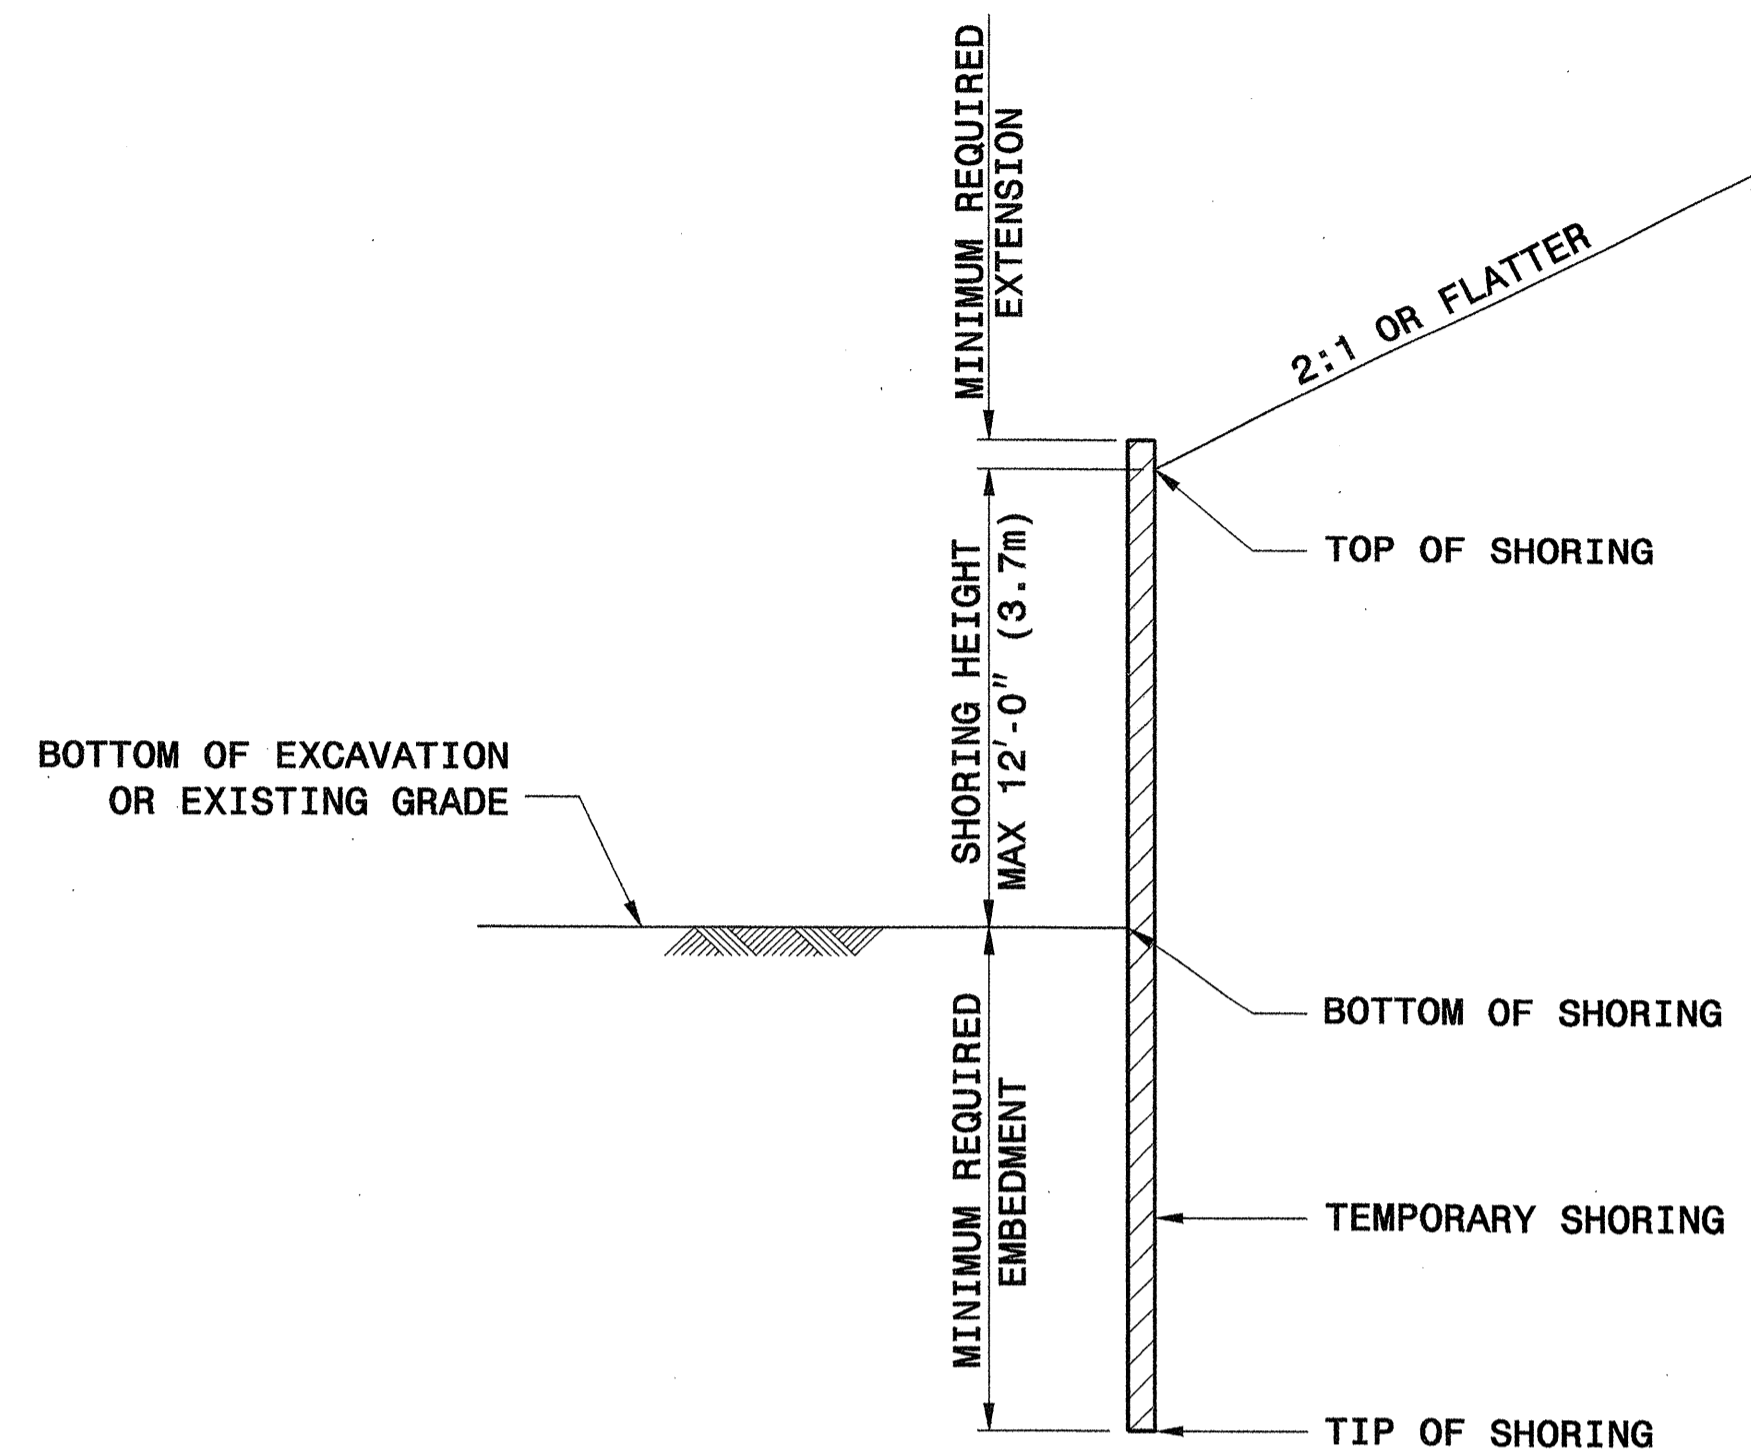 MINIMUM REQUIRED
EXTENSION
2:1 OR FLATTER
TOP OF SHORING
SHORING HEIGHT
MAX 12'-0" (3.7m)
BOTTOM OF EXCAVATION
OR EXISTING GRADE
BOTTOM OF SHORING
MINIMUM REQUIRED
EMBEDMENT
TEMPORARY SHORING
TIP OF SHORING